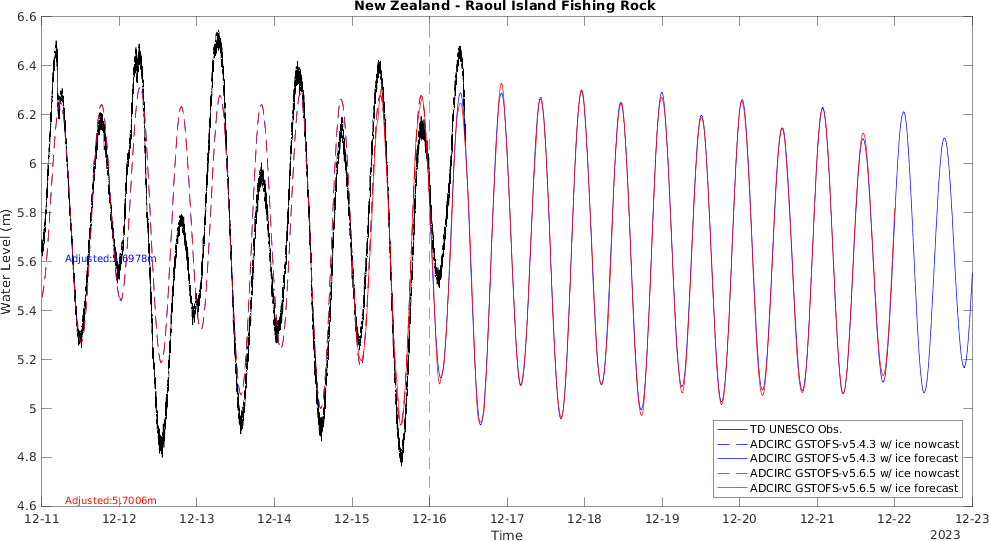 New Zealand - Raoul Island Fishing Rock
6.6
6.4
6.2
6
5.8
5.6
5.4
5.2
5
4.8
4.6
Water Level (m)
Adjusted:5.6978m
Adjusted:5.7006m
TD UNESCO Obs.
ADCIRC GSTOFS-v5.4.3 w/ ice nowcast
ADCIRC GSTOFS-v5.4.3 w/ ice forecast
ADCIRC GSTOFS-v5.6.5 w/ ice nowcast
ADCIRC GSTOFS-v5.6.5 w/ ice forecast
12-11 12-12 12-13 12-14 12-15 12-16 12-17 12-18 12-19 12-20 12-21 12-22 12-23
Time
2023